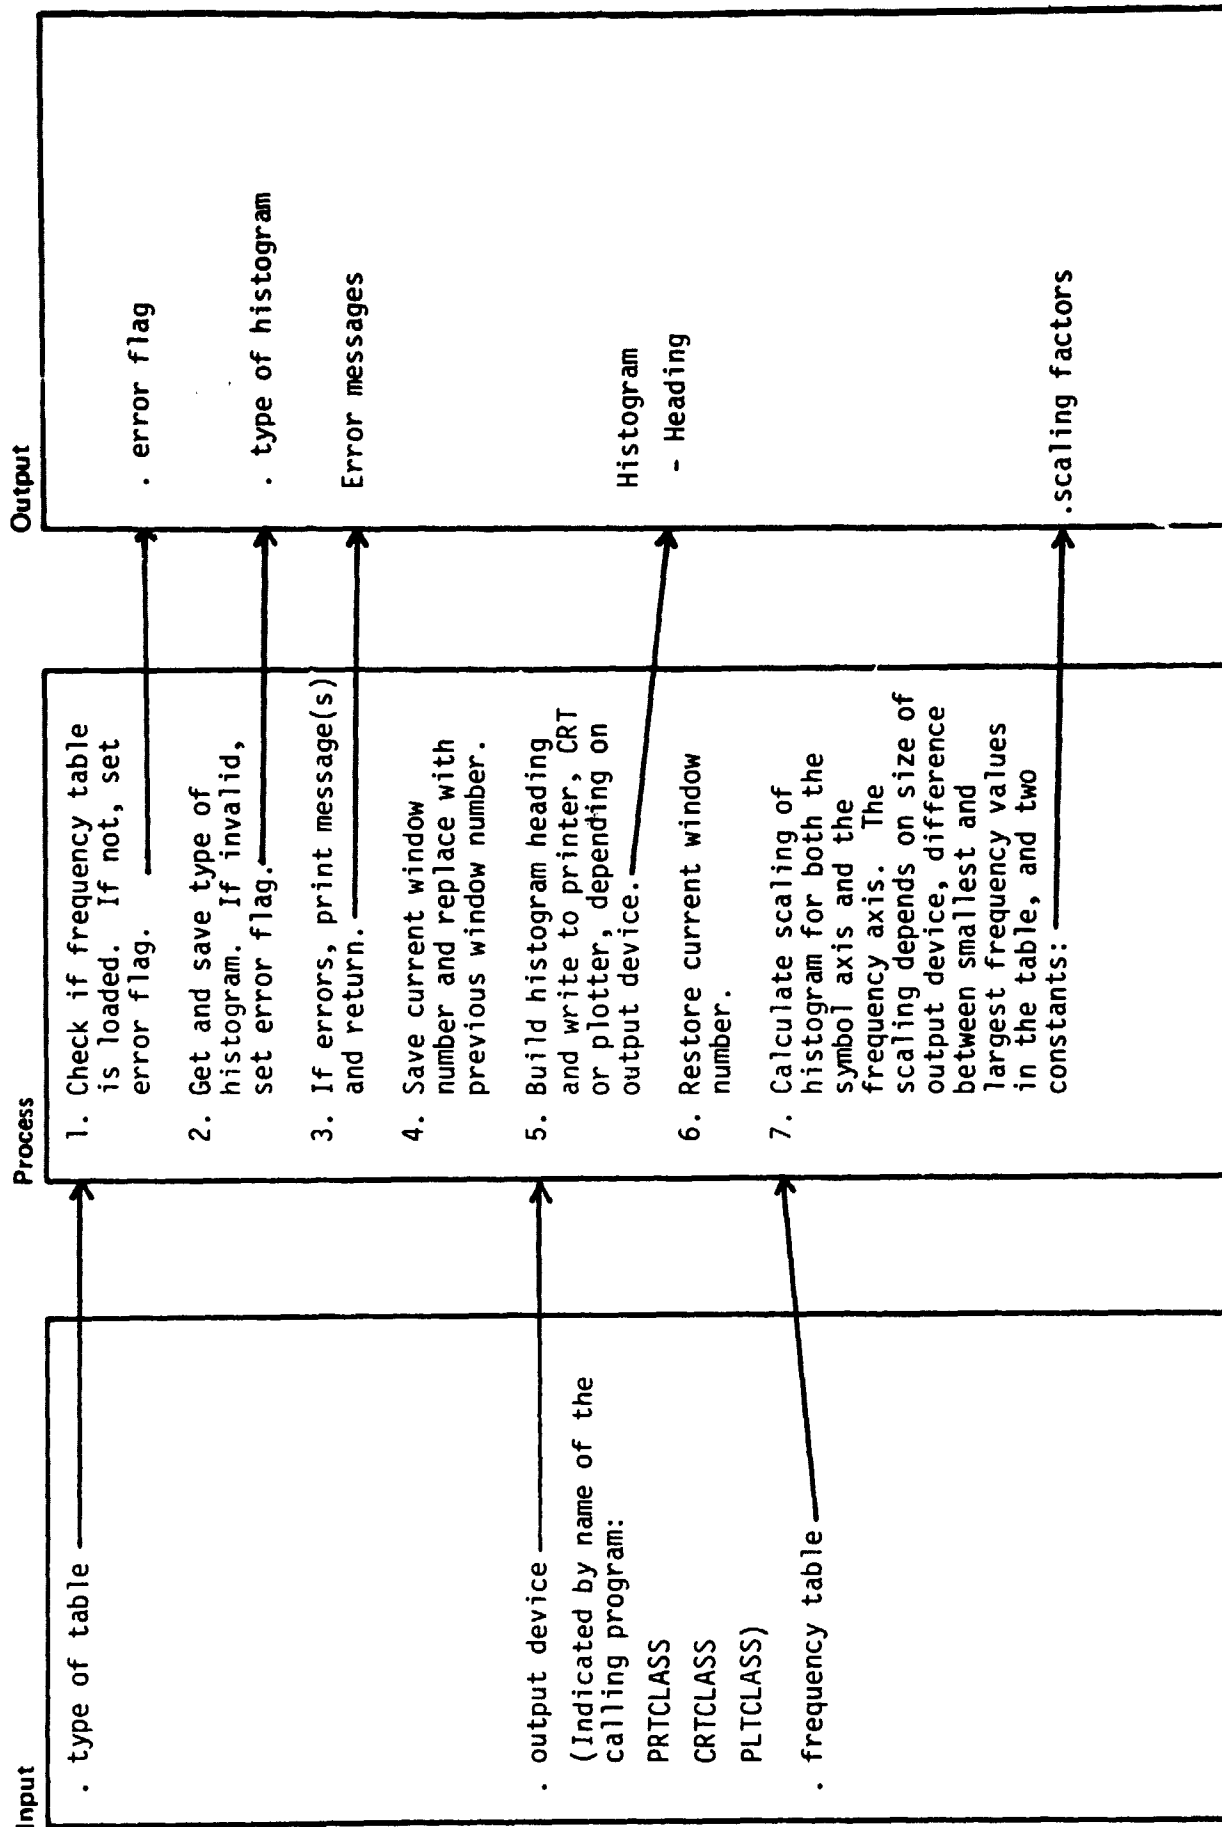 Input
. type of table
. output device
(Indicated by name of the
calling program:
PRTCLASS
CRTCLASS
PLTCLASS)
. frequency table
Process
1. Check if frequency table
is loaded. If not, set
error flag.
2. Get and save type of
histogram. If invalid,
set error flag.
3. If errors, print message(s)
and return.
4. Save current window
number and replace with
previous window number.
5. Build histogram heading
and write to printer, CRT
or plotter, depending on
output device.
6. Restore current window
number.
7. Calculate scaling of
histogram for both the
symbol axis and the
frequency axis. The
scaling depends on size of
output device, difference
between smallest and
largest frequency values
in the table, and two
constants:
Output
. error flag
. type of histogram
Error messages
Histogram
- Heading
.scaling factors